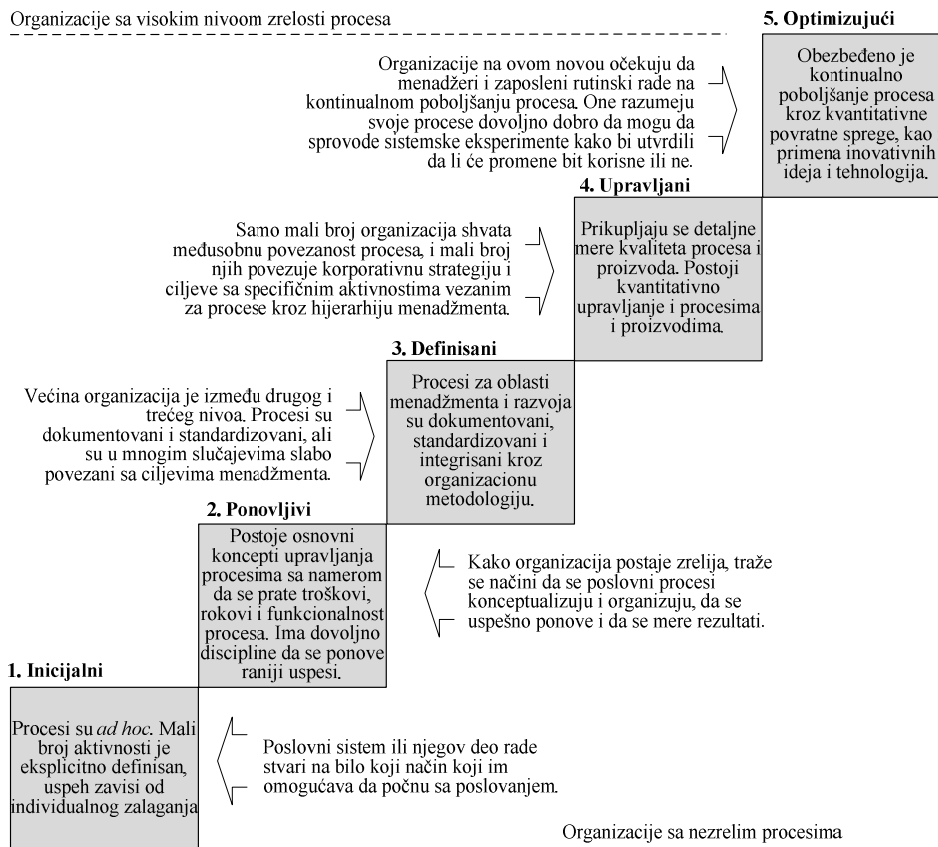 Organizacije sa visokim nivoom zrelosti procesa
5. Optimizujući
Obezbeđeno je
kontinualno
poboljšanje procesa
kroz kvantitativne
povratne sprege, kao
primena inovativnih
ideja i tehnologija.
Organizacije na ovom novou očekuju da
menadžeri i zaposleni rutinski rade na
kontinualnom poboljšanju procesa. One razumeju
svoje procese dovoljno dobro da mogu da
sprovode sistemske eksperimente kako bi utvrdili
da li će promene bit korisne ili ne.
4. Upravljani
Prikupljaju se detaljne
mere kvaliteta procesa i
proizvoda. Postoji
kvantitativno
upravljanje i procesima
i proizvodima.
Samo mali broj organizacija shvata
međusobnu povezanost procesa, i mali broj
njih povezuje korporativnu strategiju i
ciljeve sa specifičnim aktivnostima vezanim
za procese kroz hijerarhiju menadžmenta.
3. Definisani
Procesi za oblasti
menadžmenta i razvoja
su dokumentovani,
standardizovani i
integrisani kroz
organizacionu
metodologiju.
Većina organizacija je između drugog i
trećeg nivoa. Procesi su
dokumentovani i standardizovani, ali
su u mnogim slučajevima slabo
povezani sa ciljevima menadžmenta.
2. Ponovljivi
Postoje osnovni
koncepti upravljanja
procesima sa namerom
da se prate troškovi,
rokovi i funkcionalnost
procesa. Ima dovoljno
discipline da se ponove
raniji uspesi.
Kako organizacija postaje zrelija, traže
se načini da se poslovni procesi
konceptualizuju i organizuju, da se
uspešno ponove i da se mere rezultati.
1. Inicijalni
Procesi su ad hoc. Mali
broj aktivnosti je
eksplicitno definisan,
uspeh zavisi od
individualnog zalaganja
Poslovni sistem ili njegov deo rade
stvari na bilo koji način koji im
omogućava da počnu sa poslovanjem.
Organizacije sa nezrelim procesima